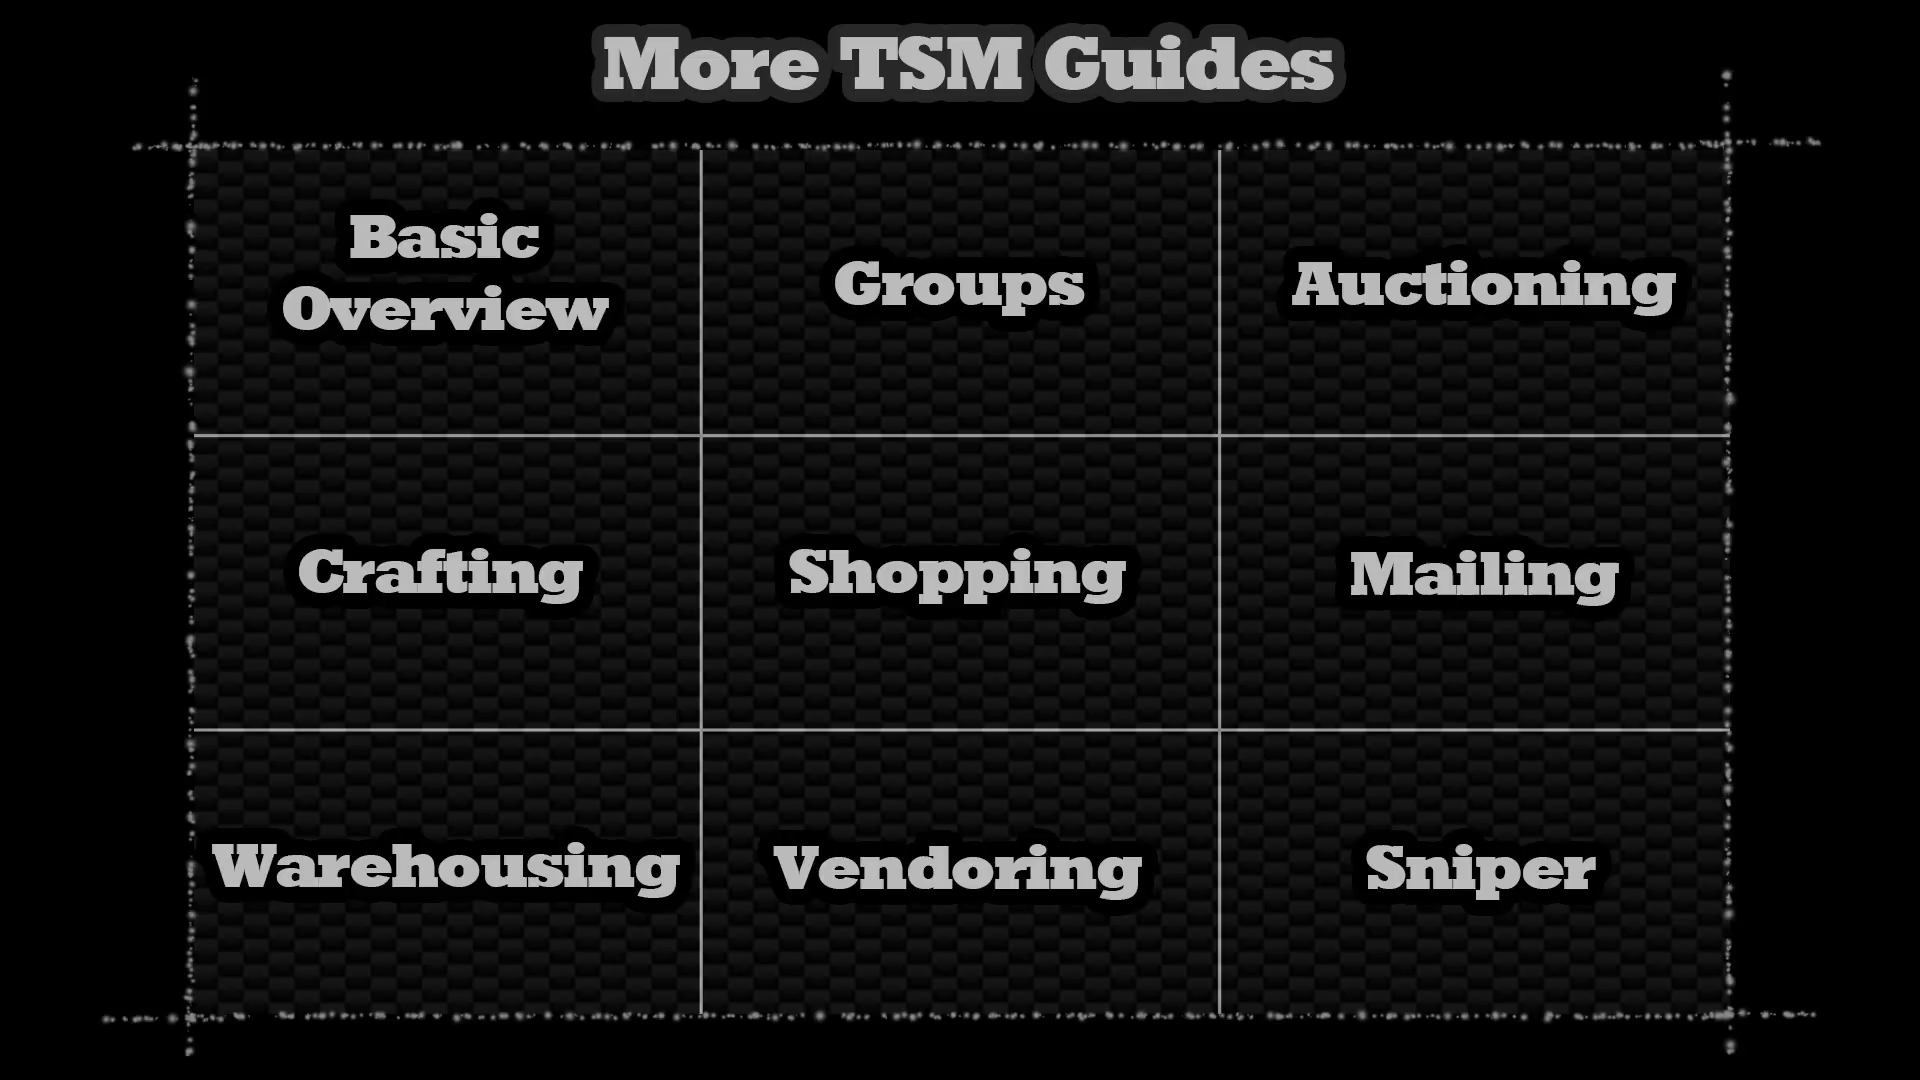 More TSM Guides
Basic
Overview
Groups
Auctioning
Crafting
Shopping
Mailing
Warehousing
Vendoring
Sniper